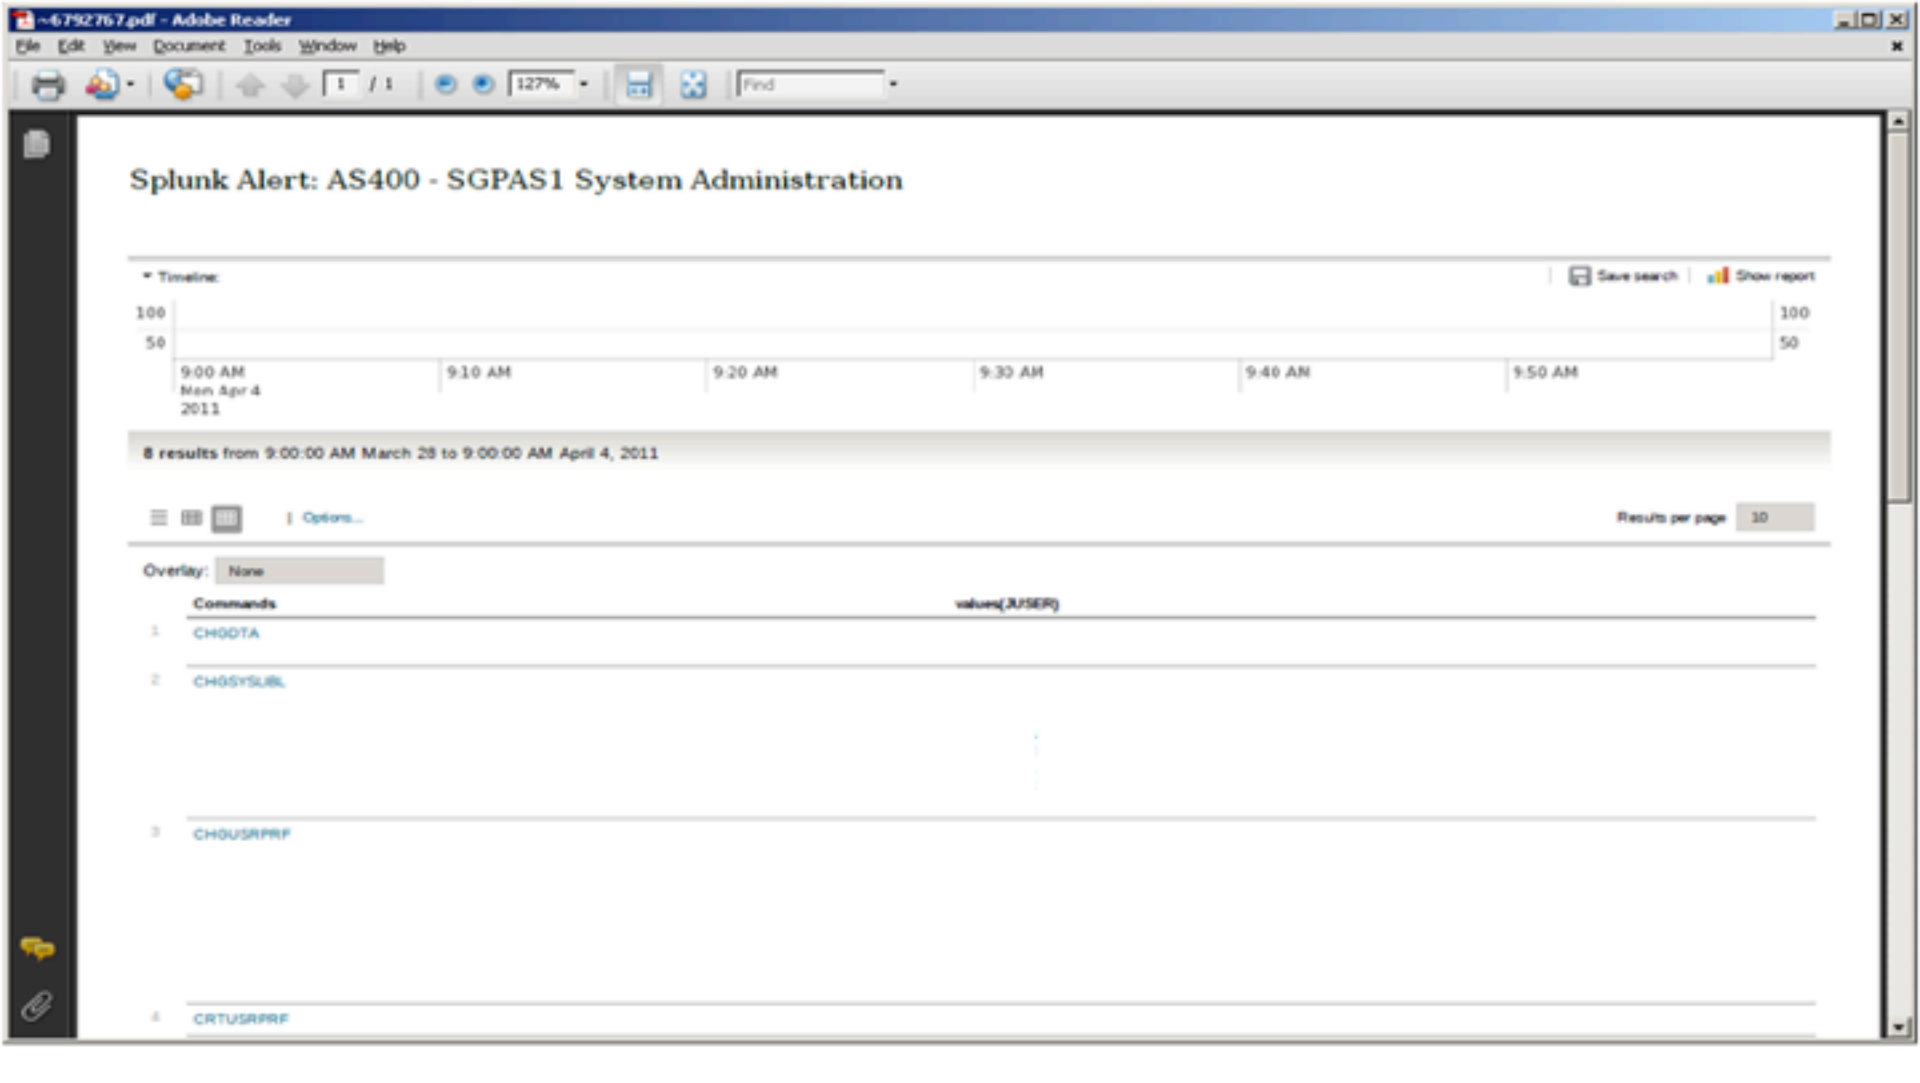 ~6792767.pdf - Adobe Reader
File Edit View Document Tools Window Help
1 / 1 127% Find
Splunk Alert: AS400 - SGPAS1 System Administration
Timeline: Save search Show report
100 100
50 50
9:00 AM 9:10 AM 9:20 AM 9:30 AM 9:40 AM 9:50 AM
Mon Apr 4
2011
8 results from 9:00:00 AM March 28 to 9:00:00 AM April 4, 2011
| Options... Results per page 10
Overlay: None
Commands values(JUSER)
1 CHGDTA
2 CHGSYSLIBL
3 CHGUSRPRF
4 CRTUSRPRF